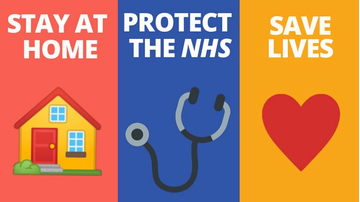 STAY AT
HOME
PROTECT
THE NHS
SAVE
LIVES